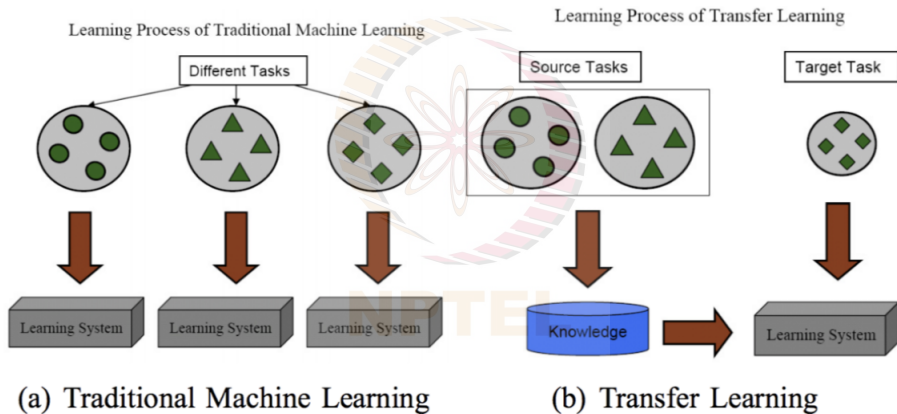 Learning Process of Traditional Machine Learning
Different Tasks
Learning System
Learning System
Learning System
(a) Traditional Machine Learning
Learning Process of Transfer Learning
Source Tasks
Target Task
Knowledge
Learning System
(b) Transfer Learning
NPTEL